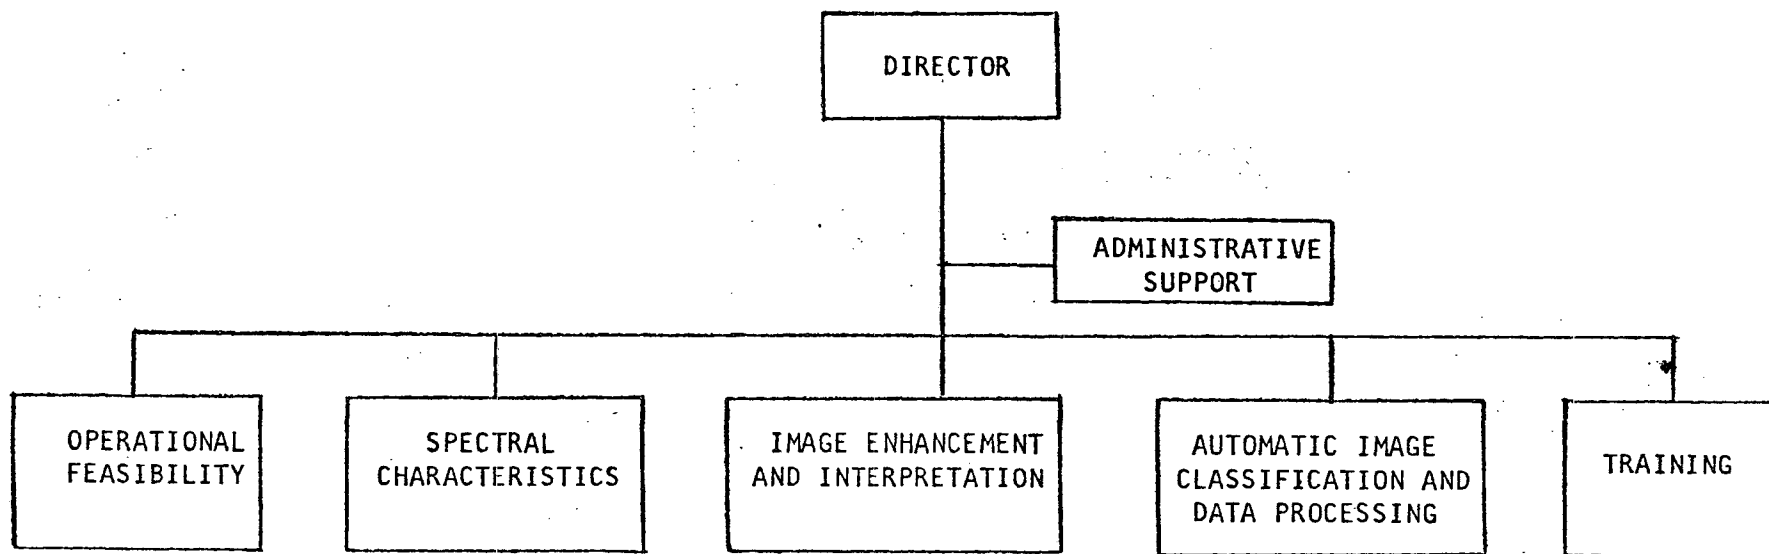 DIRECTOR
ADMINISTRATIVE
SUPPORT
OPERATIONAL
FEASIBILITY
SPECTRAL
CHARACTERISTICS
IMAGE ENHANCEMENT
AND INTERPRETATION
AUTOMATIC IMAGE
CLASSIFICATION AND
DATA PROCESSING
TRAINING